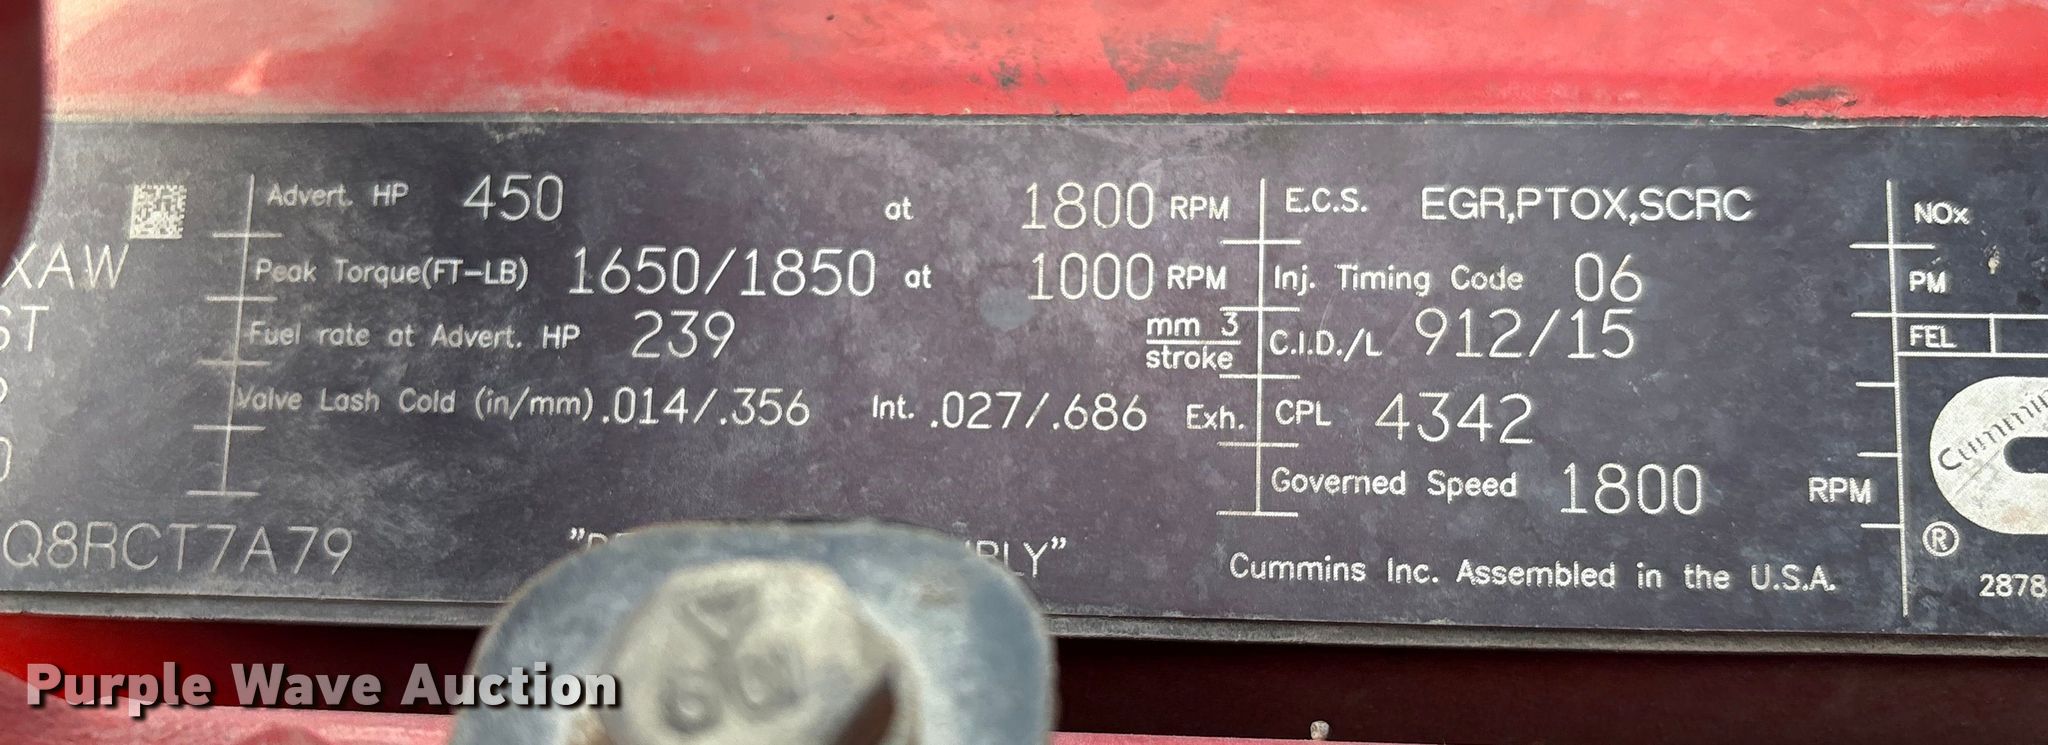 XAW
ST
Q8RCT7A79
Advert. HP 450 at 1800 RPM
Peak Torque(FT-LB) 1650/1850 at 1000 RPM
Fuel rate at Advert. HP 239 mm 3
stroke
Valve Lash Cold (in/mm) .014/.356 Int. .027/.686 Exh.
E.C.S. EGR,PTOX,SCRC
Inj. Timing Code 06
C.I.D./L 912/15
CPL 4342
Governed Speed 1800 RPM
Cummins Inc. Assembled in the U.S.A.
NOx
PM
FEL
Cummin
®
2878
Purple Wave Auction